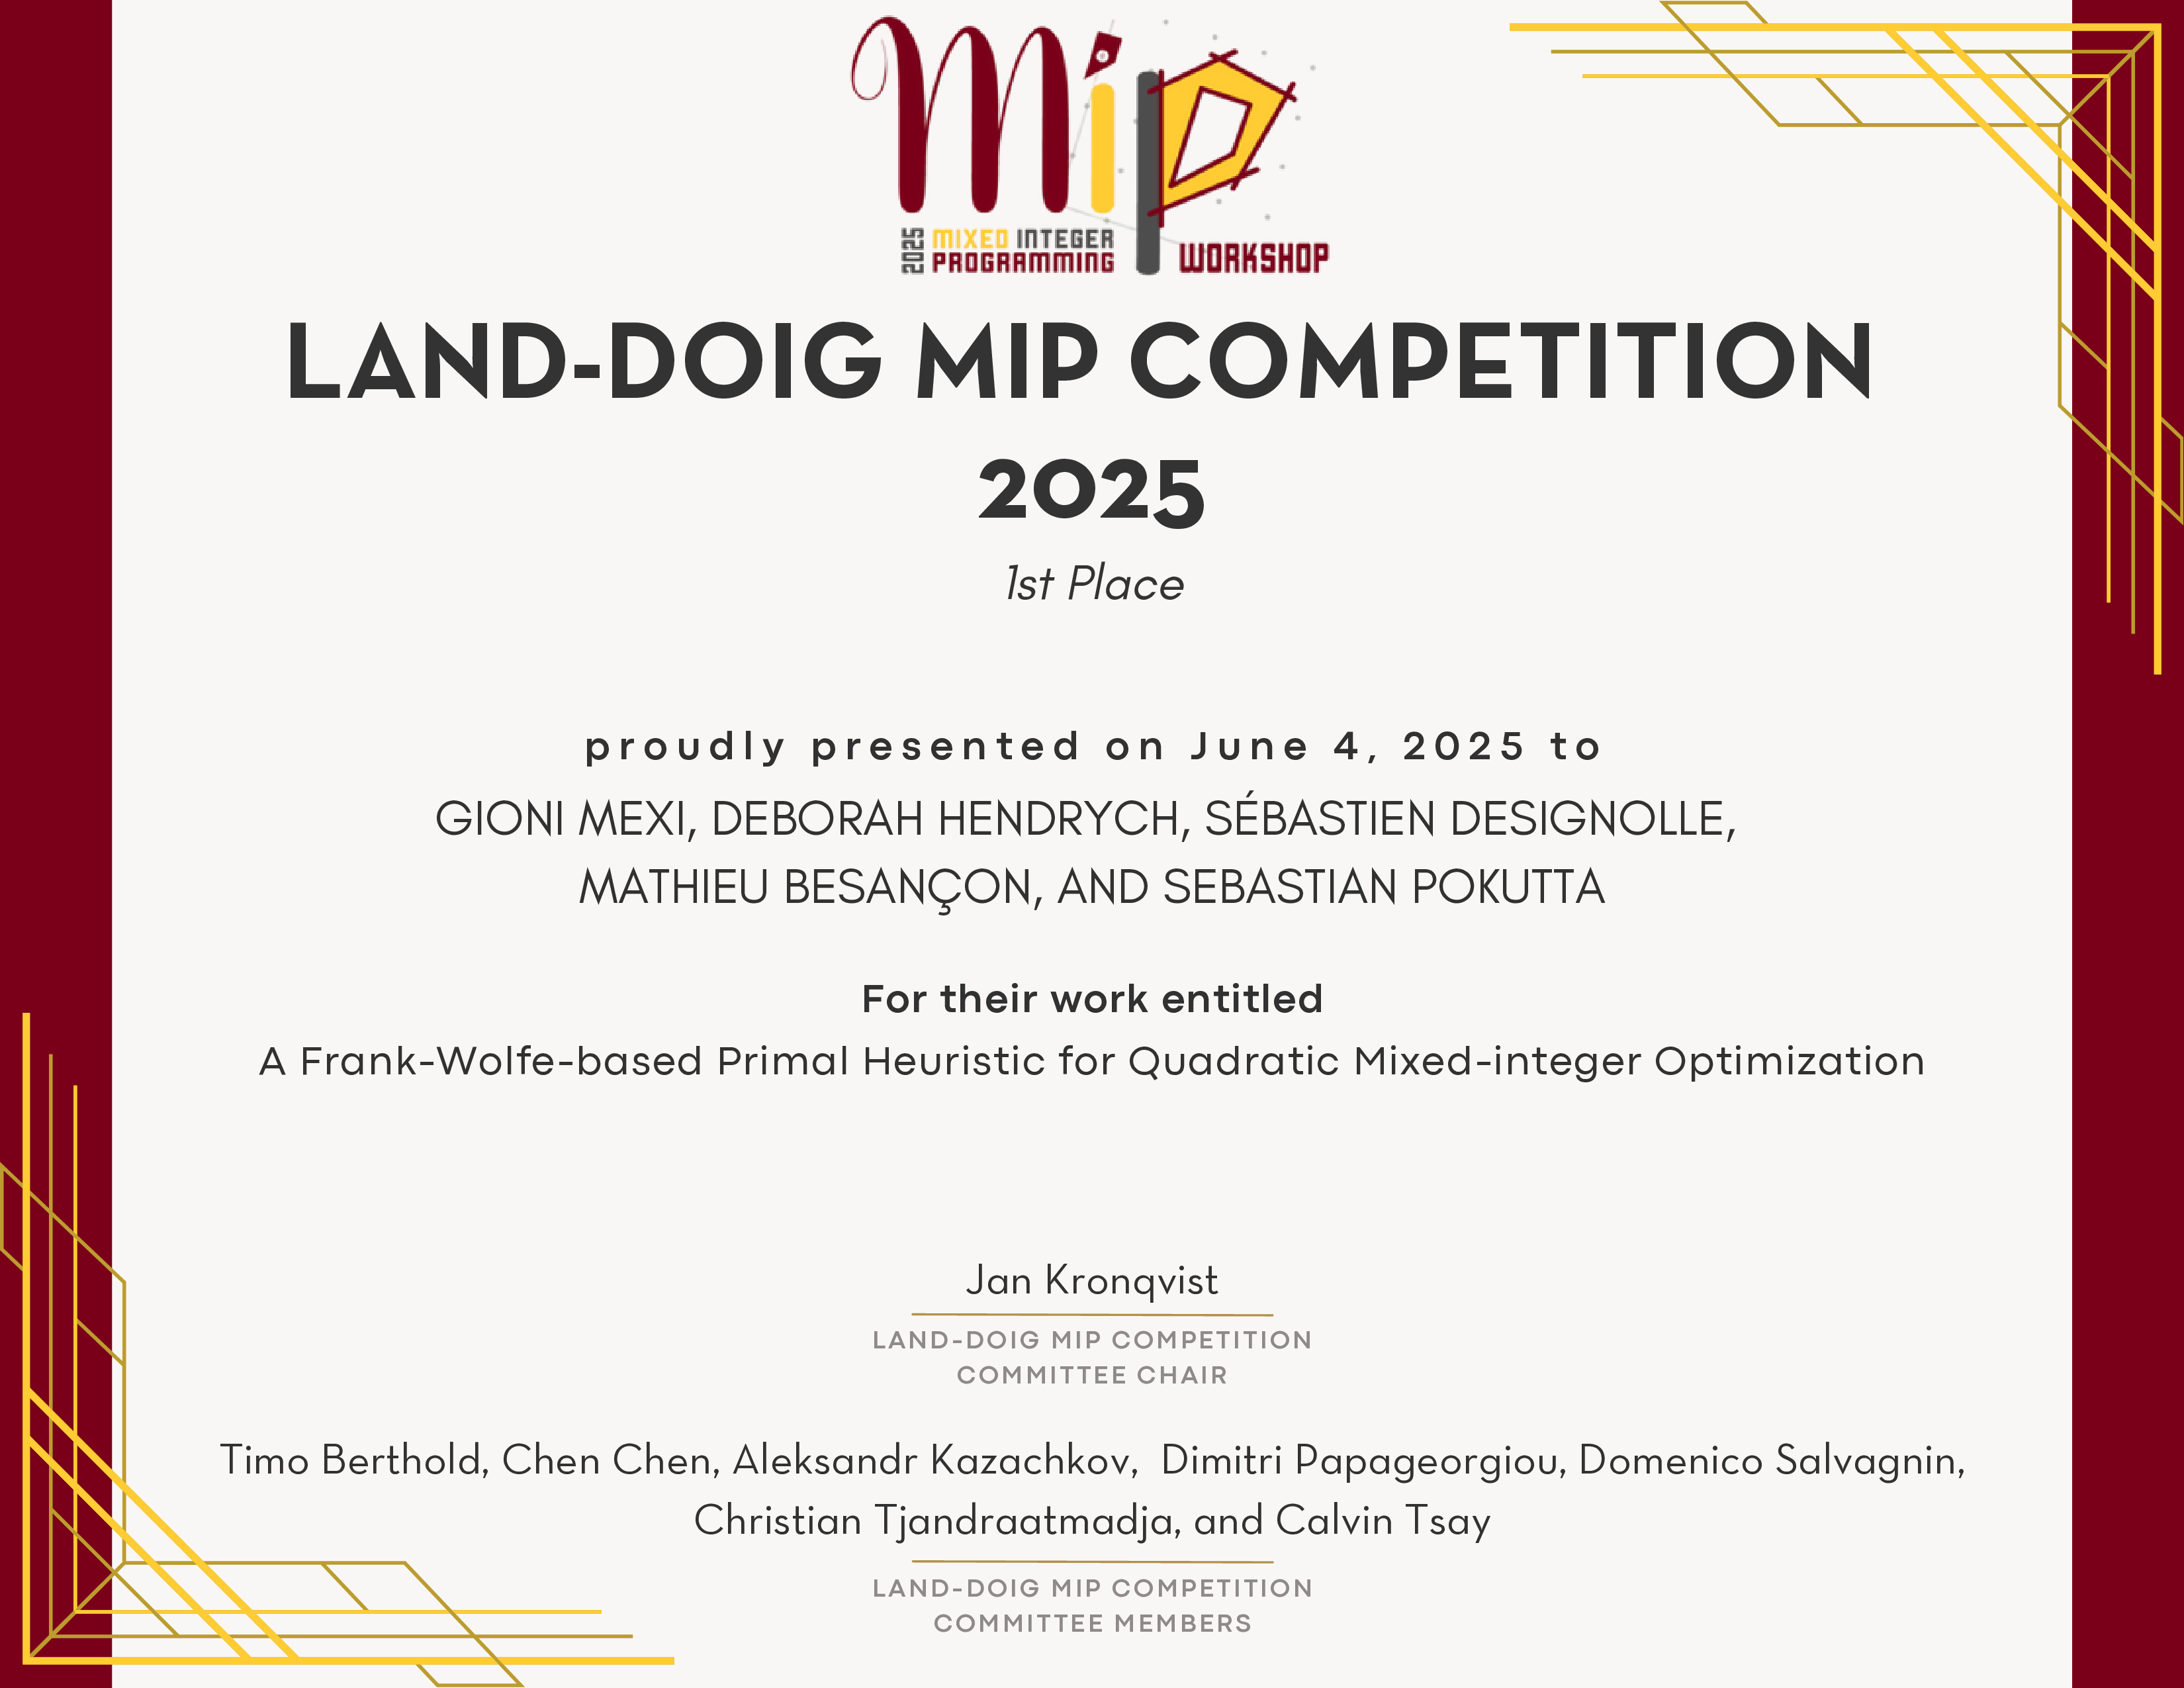 Mip
2025 MIXED INTEGER
PROGRAMMING WORKSHOP
LAND-DOIG MIP COMPETITION
2025
1st Place
proudly presented on June 4, 2025 to
GIONI MEXI, DEBORAH HENDRYCH, SÉBASTIEN DESIGNOLLE,
MATHIEU BESANÇON, AND SEBASTIAN POKUTTA
For their work entitled
A Frank-Wolfe-based Primal Heuristic for Quadratic Mixed-integer Optimization
Jan Kronqvist
LAND-DOIG MIP COMPETITION
COMMITTEE CHAIR
Timo Berthold, Chen Chen, Aleksandr Kazachkov, Dimitri Papageorgiou, Domenico Salvagnin,
Christian Tjandraatmadja, and Calvin Tsay
LAND-DOIG MIP COMPETITION
COMMITTEE MEMBERS